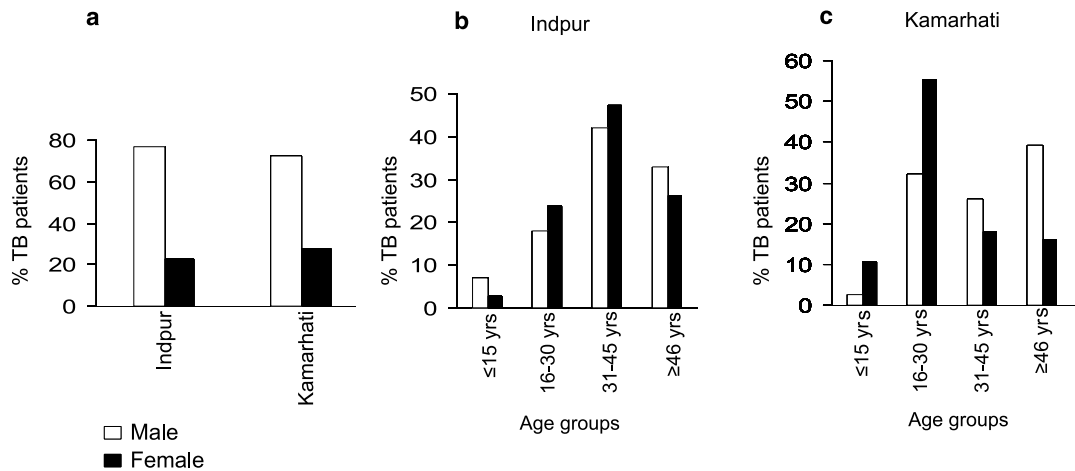 a
% TB patients
80
60
40
20
0
Indpur
Kamarhati
Male
Female
b
Indpur
% TB patients
50
40
30
20
10
0
≤15 yrs
16-30 yrs
31-45 yrs
≥46 yrs
Age groups
c
Kamarhati
% TB patients
60
50
40
30
20
10
0
≤15 yrs
16-30 yrs
31-45 yrs
≥46 yrs
Age groups